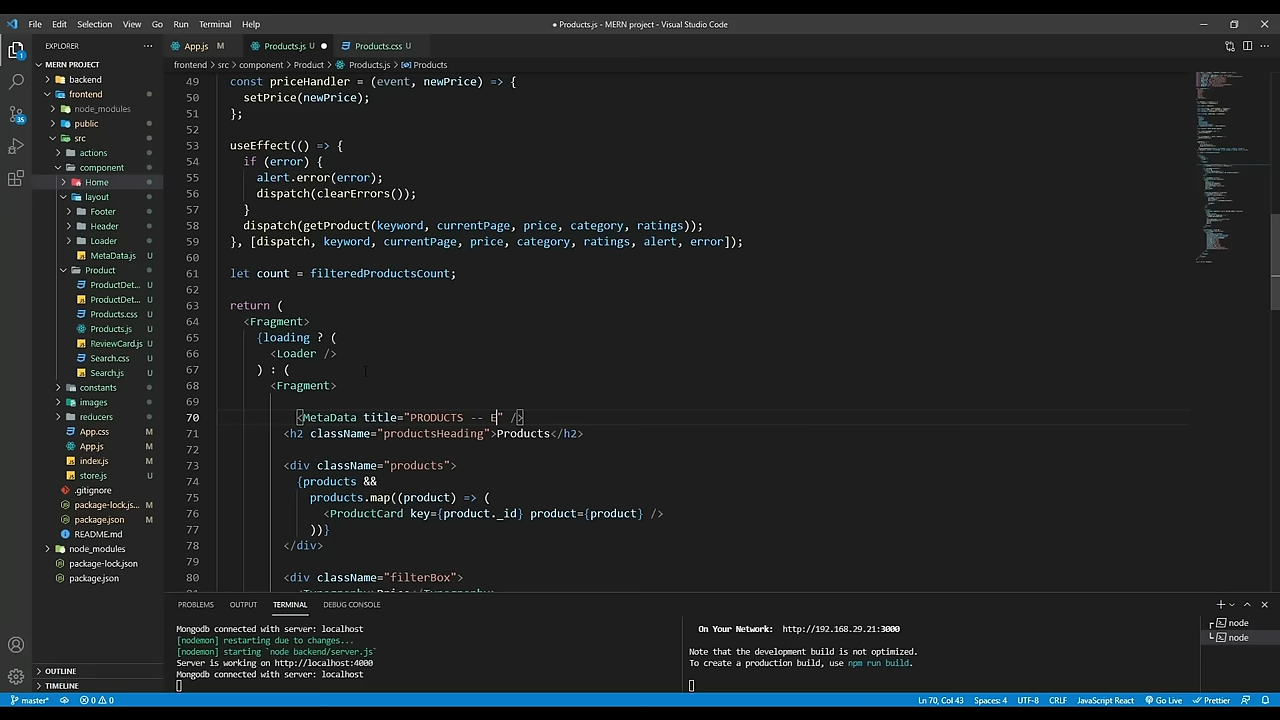 File Edit Selection View Go Run Terminal Help
● Products.js - MERN project - Visual Studio Code
EXPLORER ···
App.js M
Products.js U ●
Products.css U
frontend > src > component > Product > Products.js > Products
MERN PROJECT
backend
frontend
node_modules
public
src
actions
component
Home
layout
Footer
Header
Loader
MetaData.js U
Product
ProductDet... U
ProductDet... U
Products.css U
Products.js U
ReviewCard.js U
Search.css U
Search.js U
constants
images
reducers
App.css M
App.js M
index.js M
store.js U
.gitignore
package-lock.js... M
package.json M
README.md
node_modules
package-lock.json
package.json
OUTLINE
TIMELINE
49 const priceHandler = (event, newPrice) => {
50 setPrice(newPrice);
51 };
52
53 useEffect(() => {
54 if (error) {
55 alert.error(error);
56 dispatch(clearErrors());
57 }
58 dispatch(getProduct(keyword, currentPage, price, category, ratings));
59 }, [dispatch, keyword, currentPage, price, category, ratings, alert, error]);
60
61 let count = filteredProductsCount;
62
63 return (
64 <Fragment>
65 {loading ? (
66 <Loader />
67 ) : (
68 <Fragment>
69
70 <MetaData title="PRODUCTS -- E" />
71 <h2 className="productsHeading">Products</h2>
72
73 <div className="products">
74 {products &&
75 products.map((product) => (
76 <ProductCard key={product._id} product={product} />
77 ))}
78 </div>
79
80 <div className="filterBox">
81 <Typography>Price</Typography>
PROBLEMS OUTPUT TERMINAL DEBUG CONSOLE
Mongodb connected with server: localhost
[nodemon] restarting due to changes...
[nodemon] starting `node backend/server.js`
Server is working on http://localhost:4000
Mongodb connected with server: localhost
On Your Network: http://192.168.29.21:3000
Note that the development build is not optimized.
To create a production build, use npm run build.
node
node
1
35
master* 0 0
Ln 70, Col 43 Spaces: 4 UTF-8 CRLF JavaScript React Go Live Prettier